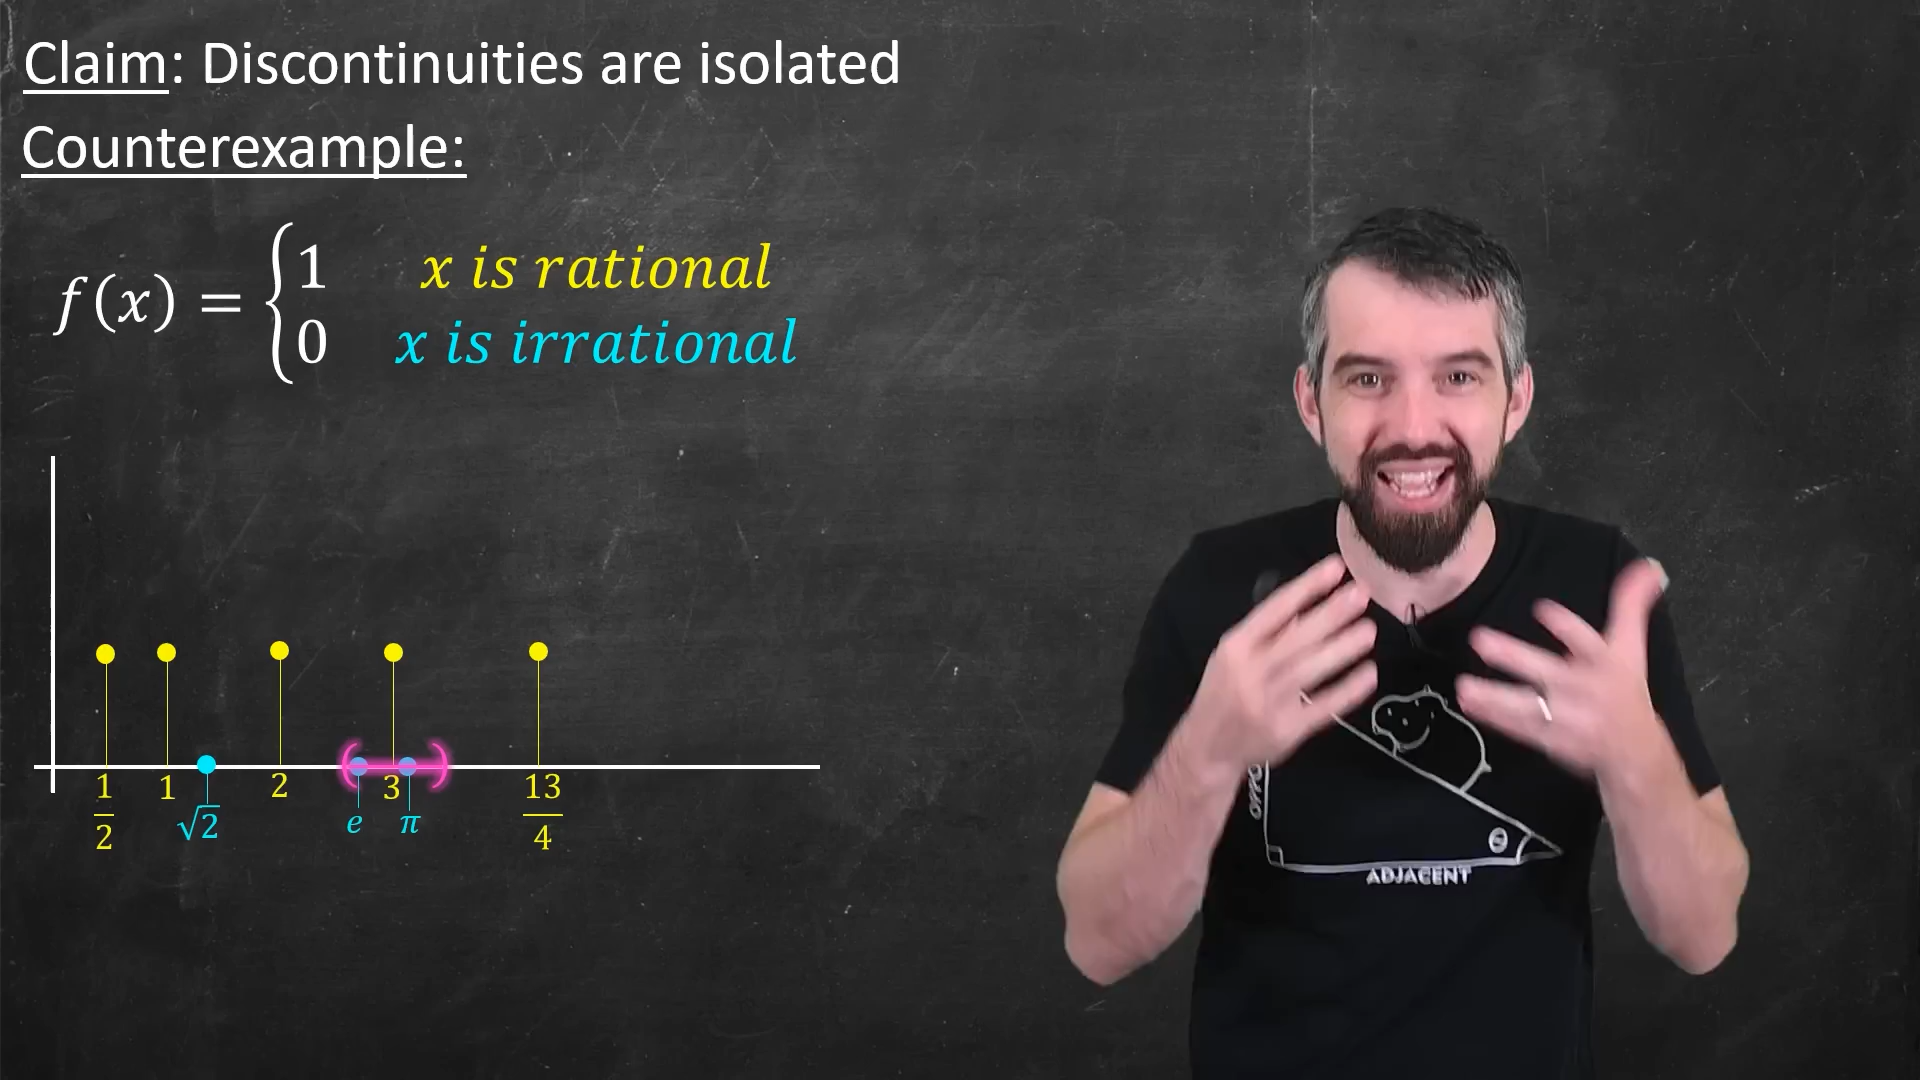 Claim: Discontinuities are isolated
Counterexample:
f(x) = { 1 x is rational
0 x is irrational
1/2 1 √2 2 e 3 π 13/4
θ
ADJACENT